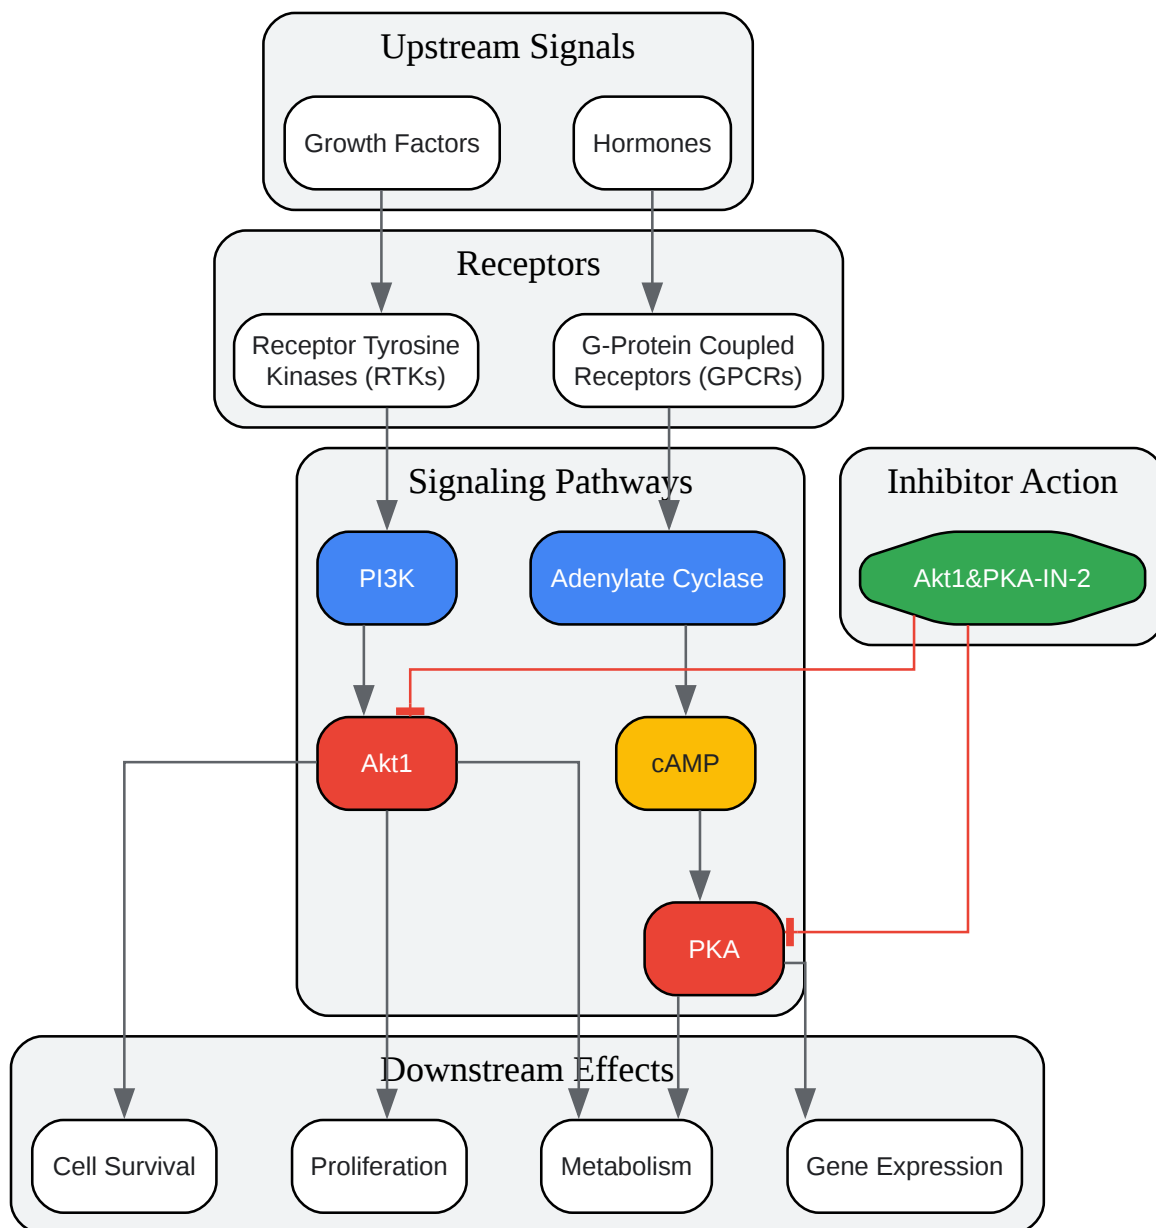 Upstream Signals
Growth Factors
Hormones
Receptors
Receptor Tyrosine
Kinases (RTKs)
G-Protein Coupled
Receptors (GPCRs)
Signaling Pathways
Inhibitor Action
PI3K
Adenylate Cyclase
Akt1&PKA-IN-2
Akt1
cAMP
PKA
Downstream Effects
Cell Survival
Proliferation
Metabolism
Gene Expression